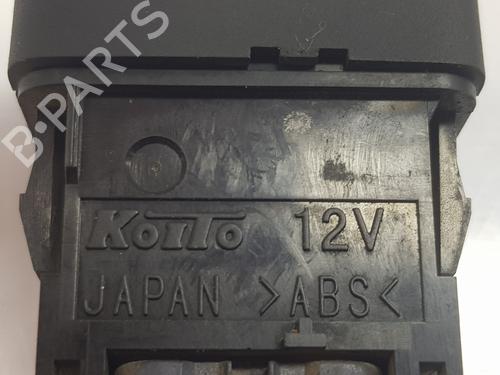 B-PARTS
KOITO 12V
JAPAN >ABS<